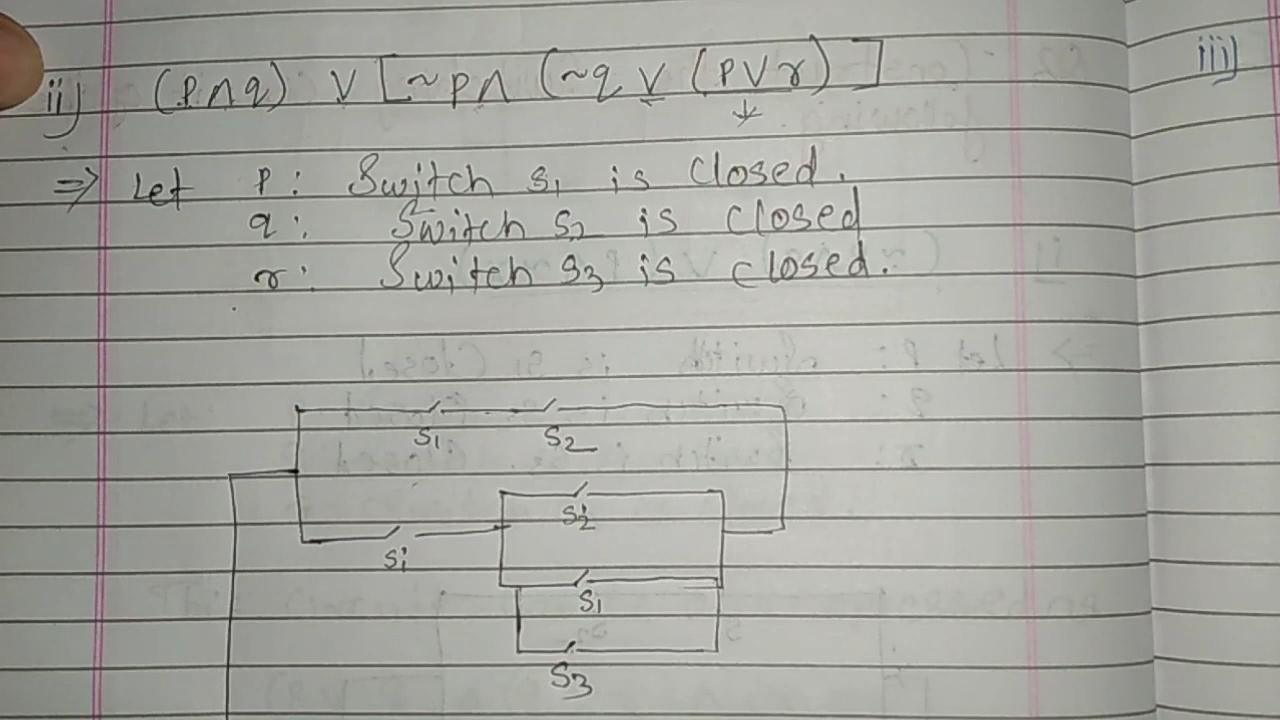 ii) (P∧q) ∨ [~p∧ (~q ∨ (P∨r)]
iii)
⇒ Let P: Switch S1 is closed.
q: Switch S2 is closed
r: Switch S3 is closed.
S1 S2
S2'
S1'
S1
S3